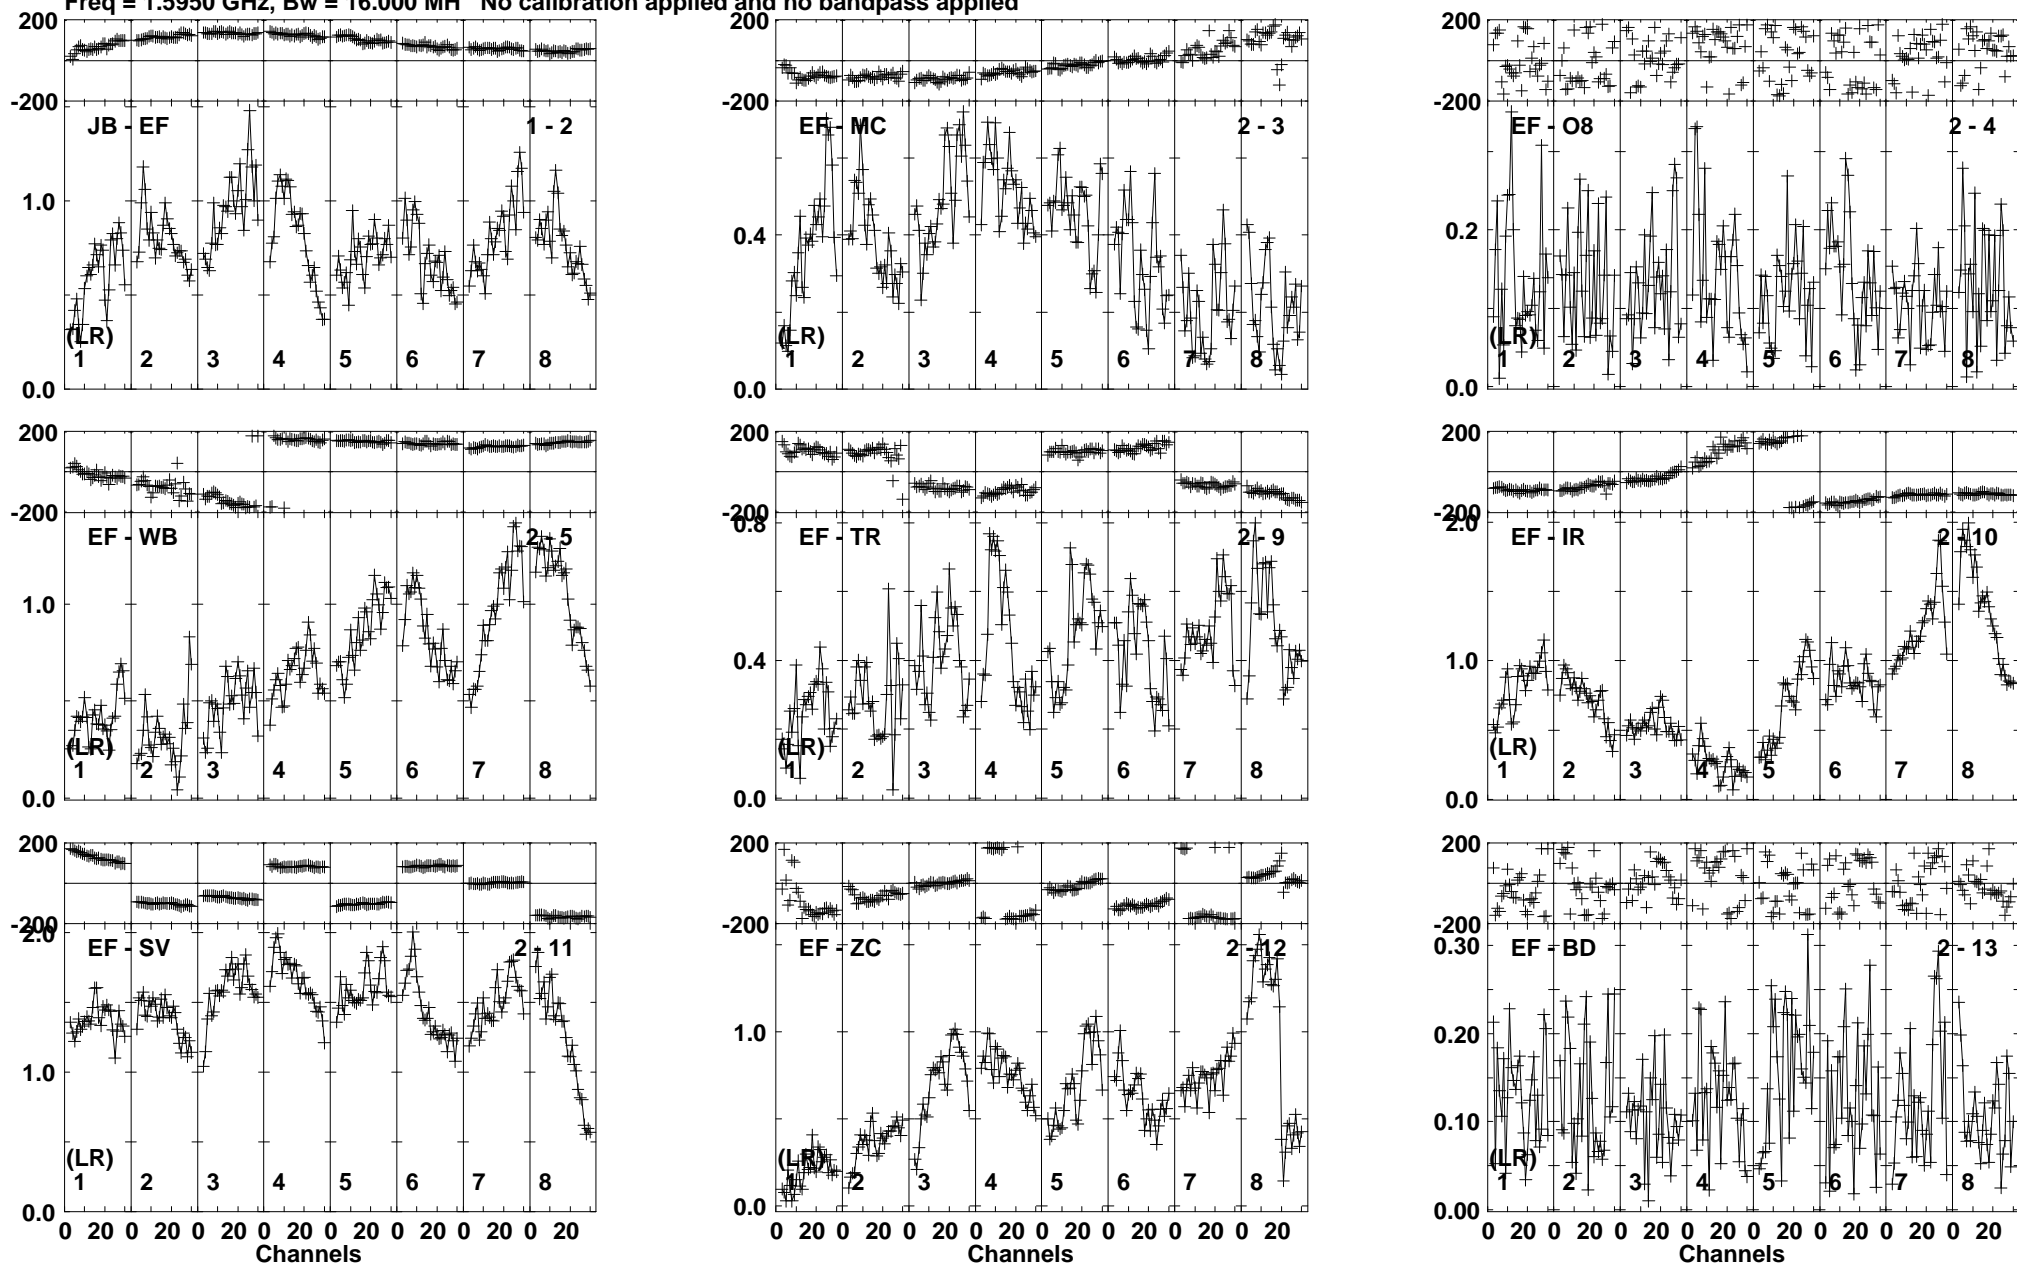 Freq = 1.5950 GHz, Bw = 16.000 MH No calibration applied and no bandpass applied
200 200 200
-200 -200 -200
JB - EF 1 - 2 EF - MC 2 - 3 EF - O8 2 - 4
1.0 0.4 0.2
(LR) (LR) (LR)
1 2 3 4 5 6 7 8 1 2 3 4 5 6 7 8 1 2 3 4 5 6 7 8
0.0 0.0 0.0
200 200 200
-200 -200 -200
0.8 2.0
EF - WB 2 - 5 EF - TR 2 - 9 EF - IR 2 - 10
1.0 0.4 1.0
(LR) (LR) (LR)
1 2 3 4 5 6 7 8 1 2 3 4 5 6 7 8 1 2 3 4 5 6 7 8
0.0 0.0 0.0
200 200 200
-200 -200 -200
2.0
EF - SV 2 - 11 EF - ZC 2 - 12 EF - BD 2 - 13
0.30
1.0 1.0 0.20
0.10
(LR) (LR) (LR)
1 2 3 4 5 6 7 8 1 2 3 4 5 6 7 8 1 2 3 4 5 6 7 8
0.0 0.0 0.00
0 20 0 20 0 20 0 20 0 20 0 20 0 20 0 20 0 20 0 20 0 20 0 20 0 20 0 20 0 20 0 20 0 20 0 20 0 20 0 20 0 20 0 20 0 20 0 20
Channels Channels Channels